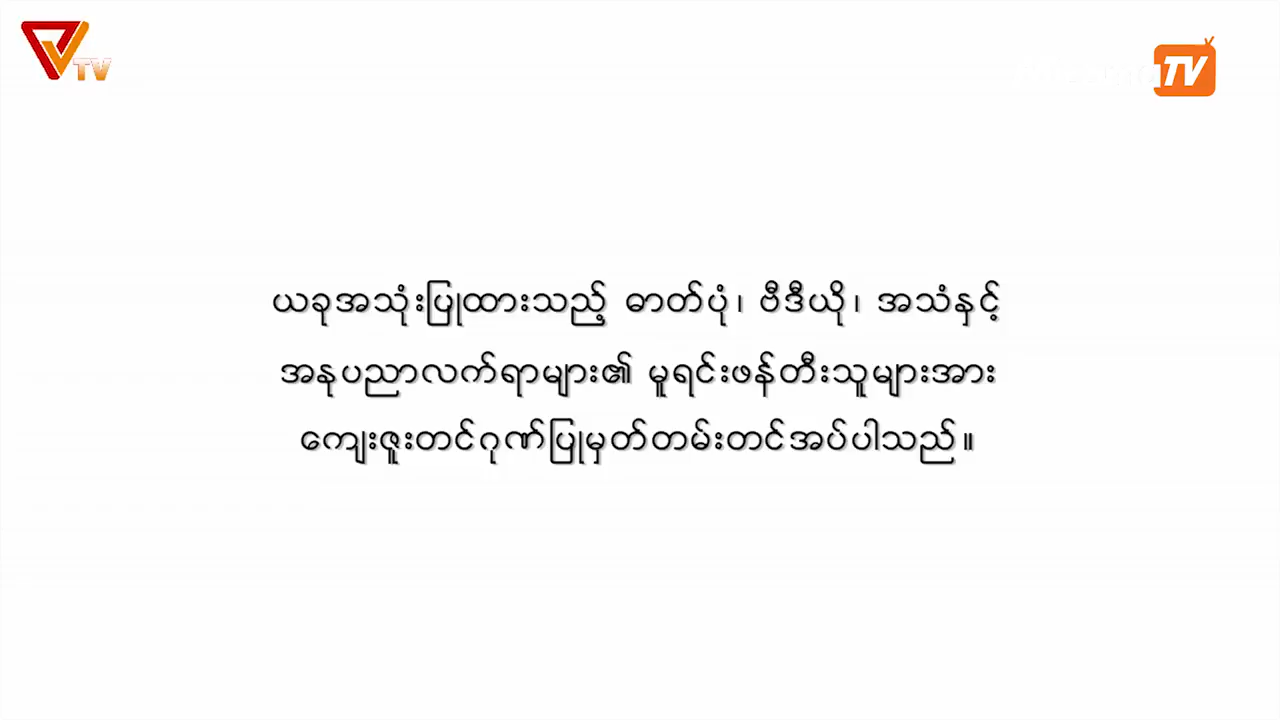 TV
TV
ယခုအသုံးပြုထားသည့် ဓာတ်ပုံ၊ ဗီဒီယို၊ အသံနှင့်
အနုပညာလက်ရာများ၏ မူရင်းဖန်တီးသူများအား
ကျေးဇူးတင်ဂုဏ်ပြုမှတ်တမ်းတင်အပ်ပါသည်။